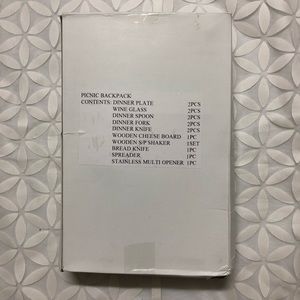 PICNIC BACKPACK
CONTENTS: DINNER PLATE 2PCS
WINE GLASS 2PCS
DINNER SPOON 2PCS
DINNER FORK 2PCS
DINNER KNIFE 2PCS
WOODEN CHEESE BOARD 1PC
WOODEN S/P SHAKER 1SET
BREAD KNIFE 1PC
SPREADER 1PC
STAINLESS MULTI OPENER 1PC